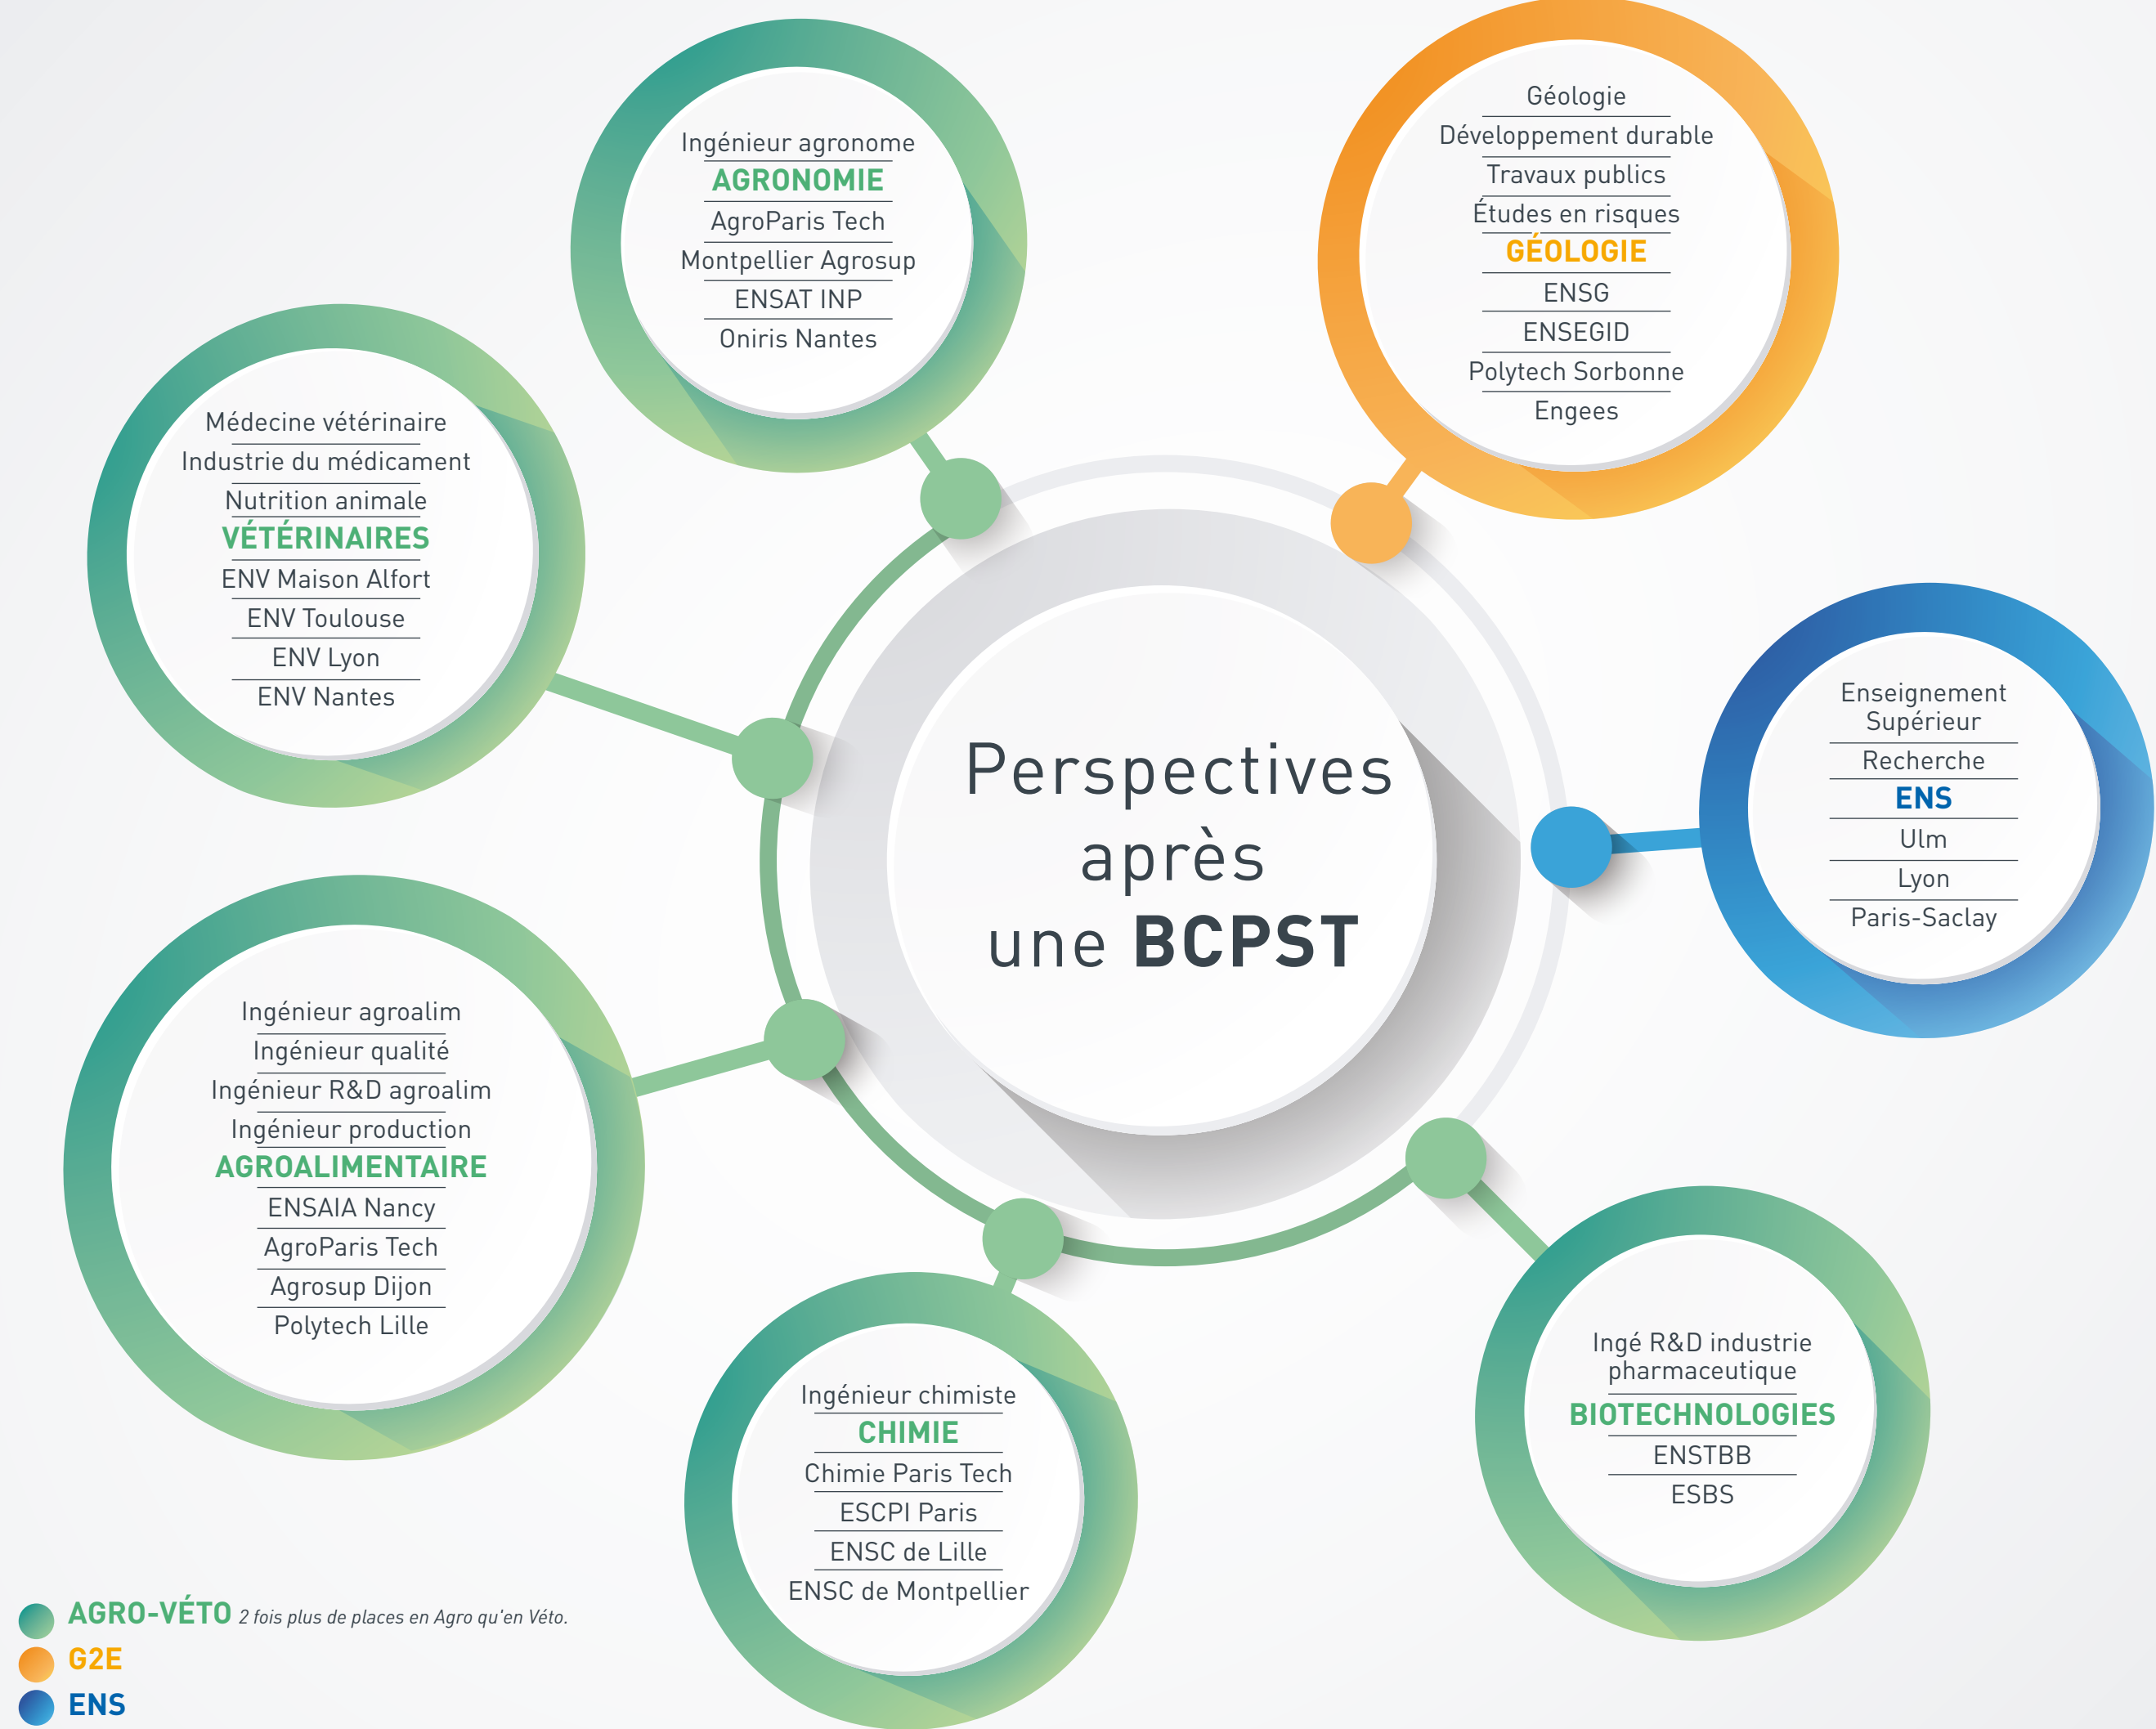 Ingénieur agronome
AGRONOMIE
AgroParis Tech
Montpellier Agrosup
ENSAT INP
Oniris Nantes
Géologie
Développement durable
Travaux publics
Études en risques
GÉOLOGIE
ENSG
ENSEGID
Polytech Sorbonne
Engees
Médecine vétérinaire
Industrie du médicament
Nutrition animale
VÉTÉRINAIRES
ENV Maison Alfort
ENV Toulouse
ENV Lyon
ENV Nantes
Perspectives
après
une BCPST
Enseignement
Supérieur
Recherche
ENS
Ulm
Lyon
Paris-Saclay
Ingénieur agroalim
Ingénieur qualité
Ingénieur R&D agroalim
Ingénieur production
AGROALIMENTAIRE
ENSAIA Nancy
AgroParis Tech
Agrosup Dijon
Polytech Lille
Ingénieur chimiste
CHIMIE
Chimie Paris Tech
ESCPI Paris
ENSC de Lille
ENSC de Montpellier
Ingé R&D industrie
pharmaceutique
BIOTECHNOLOGIES
ENSTBB
ESBS
AGRO-VÉTO 2 fois plus de places en Agro qu'en Véto.
G2E
ENS